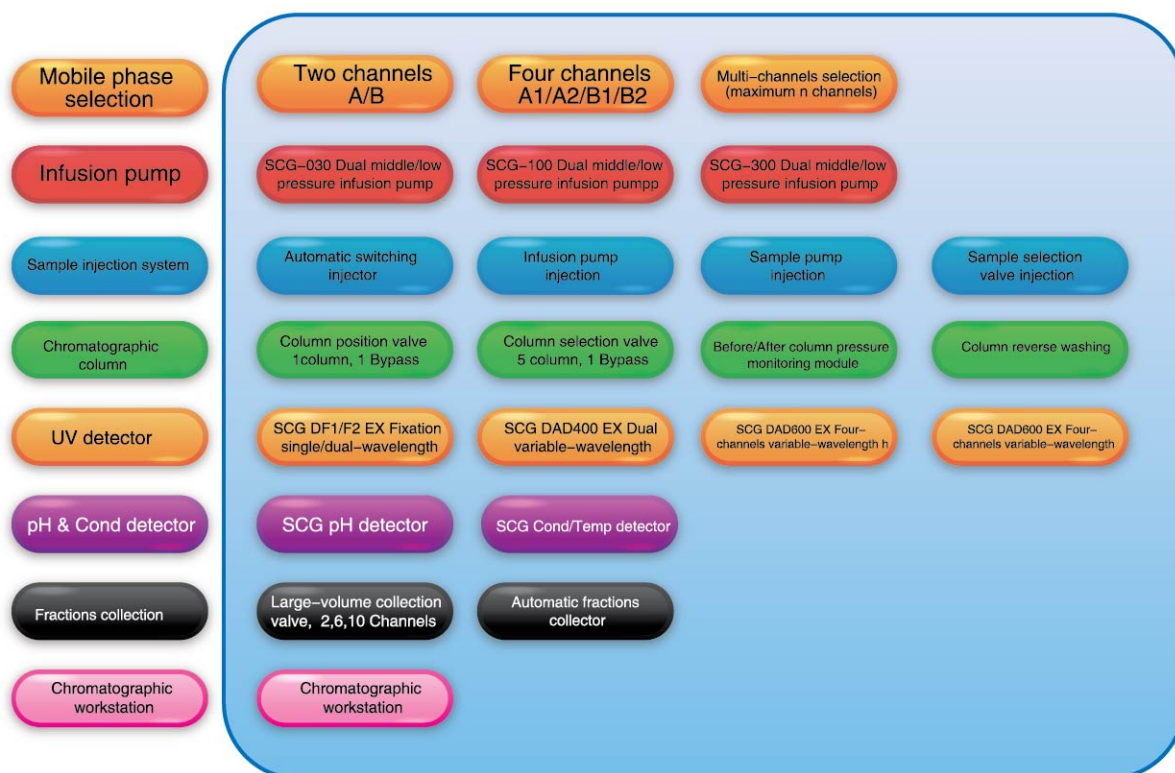 Mobile phase
selection
Two channels
A/B
Four channels
A1/A2/B1/B2
Multi-channels selection
(maximum n channels)
Infusion pump
SCG-030 Dual middle/low
pressure infusion pump
SCG-100 Dual middle/low
pressure infusion pumpp
SCG-300 Dual middle/low
pressure infusion pump
Sample injection system
Automatic switching
injector
Infusion pump
injection
Sample pump
injection
Sample selection
valve injection
Chromatographic
column
Column position valve
1column, 1 Bypass
Column selection valve
5 column, 1 Bypass
Before/After column pressure
monitoring module
Column reverse washing
UV detector
SCG DF1/F2 EX Fixation
single/dual-wavelength
SCG DAD400 EX Dual
variable-wavelength
SCG DAD600 EX Four-
channels variable-wavelength h
SCG DAD600 EX Four-
channels variable-wavelength
pH & Cond detector
SCG pH detector
SCG Cond/Temp detector
Fractions collection
Large-volume collection
valve, 2,6,10 Channels
Automatic fractions
collector
Chromatographic
workstation
Chromatographic
workstation